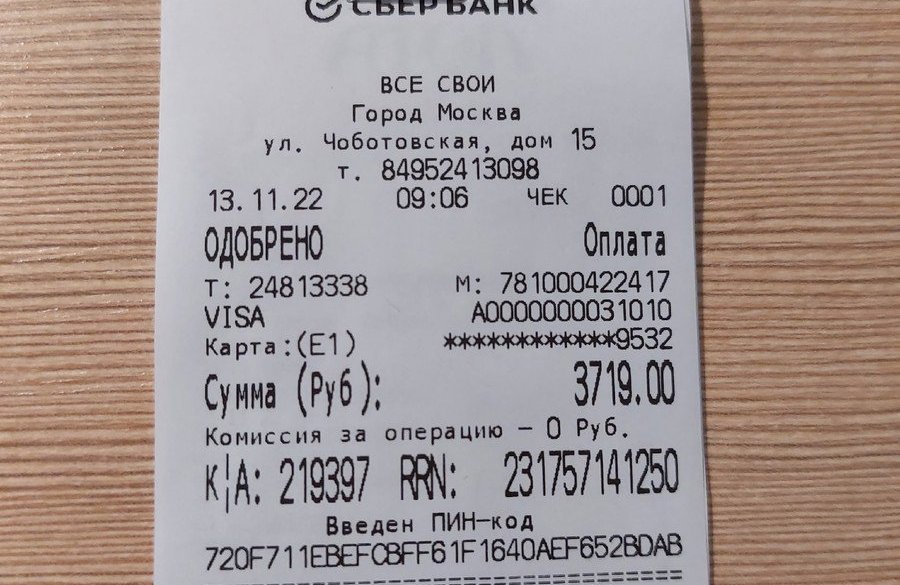 СБЕРБАНК
ВСЕ СВОИ
Город Москва
ул. Чоботовская, дом 15
т. 84952413098
13.11.22 09:06 ЧЕК 0001
ОДОБРЕНО Оплата
Т: 24813338 М: 781000422417
VISA A0000000031010
Карта:(E1) ************9532
Сумма (Руб): 3719.00
Комиссия за операцию – 0 Руб.
К|А: 219397 RRN: 231757141250
Введен ПИН-код
720F711EBEFCBFF61F1640AEF652BDAB